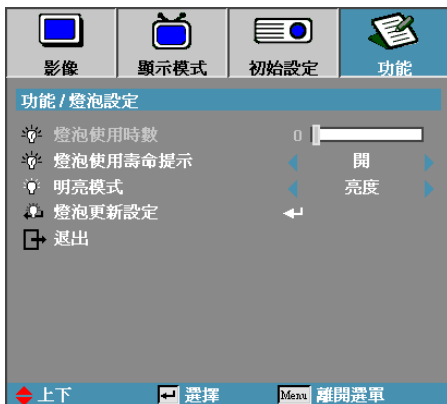 影像 顯示模式 初始設定 功能
功能 / 燈泡設定
燈泡使用時數 0
燈泡使用壽命提示 開
明亮模式 亮度
燈泡更新設定
退出
上下 選擇 Menu 離開選單